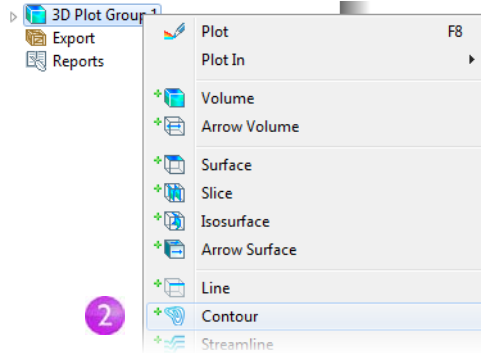 3D Plot Group 1
Export
Reports
Plot F8
Plot In
Volume
Arrow Volume
Surface
Slice
Isosurface
Arrow Surface
Line
2
Contour
Streamline